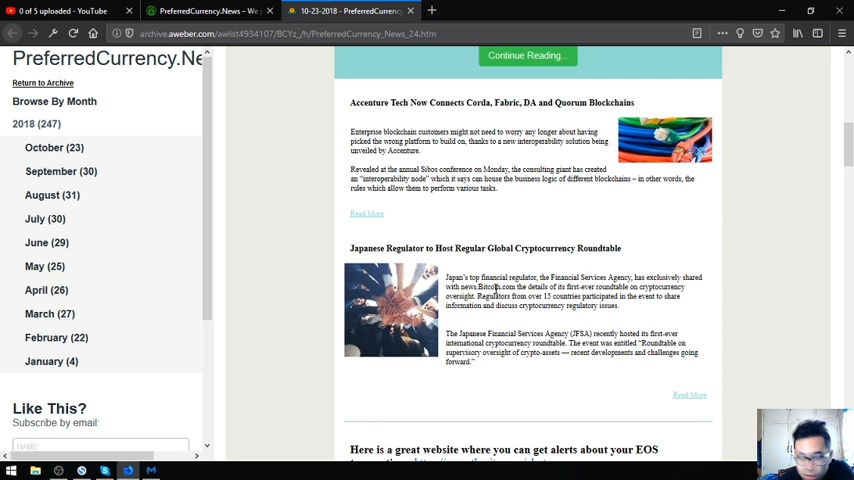 0 of 5 uploaded - YouTube
PreferredCurrency.News – We p
10-23-2018 - PreferredCurrency
archive.aweber.com/awlist4934107/BCYz_/h/PreferredCurrency_News_24.htm
PreferredCurrency.Ne
Return to Archive
Browse By Month
2018 (247)
October (23)
September (30)
August (31)
July (30)
June (29)
May (25)
April (26)
March (27)
February (22)
January (4)
Like This?
Subscribe by email:
NAME:
Continue Reading...
Accenture Tech Now Connects Corda, Fabric, DA and Quorum Blockchains
Enterprise blockchain customers might not need to worry any longer about having
picked the wrong platform to build on, thanks to a new interoperability solution being
unveiled by Accenture.
Revealed at the annual Sibos conference on Monday, the consulting giant has created
an "interoperability node" which it says can house the business logic of different blockchains – in other words, the
rules which allow them to perform various tasks.
Read More
Japanese Regulator to Host Regular Global Cryptocurrency Roundtable
Japan's top financial regulator, the Financial Services Agency, has exclusively shared
with news.Bitcoin.com the details of its first-ever roundtable on cryptocurrency
oversight. Regulators from over 15 countries participated in the event to share
information and discuss cryptocurrency regulatory issues.
The Japanese Financial Services Agency (JFSA) recently hosted its first-ever
international cryptocurrency roundtable. The event was entitled "Roundtable on
supervisory oversight of crypto-assets — recent developments and challenges going
forward."
Read More
Here is a great website where you can get alerts about your EOS